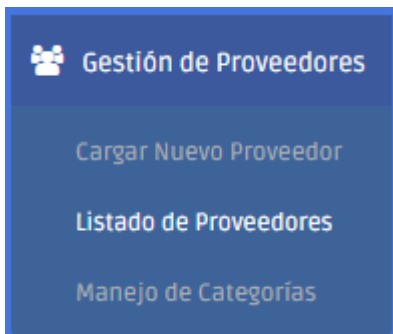 Gestión de Proveedores
Cargar Nuevo Proveedor
Listado de Proveedores
Manejo de Categorías